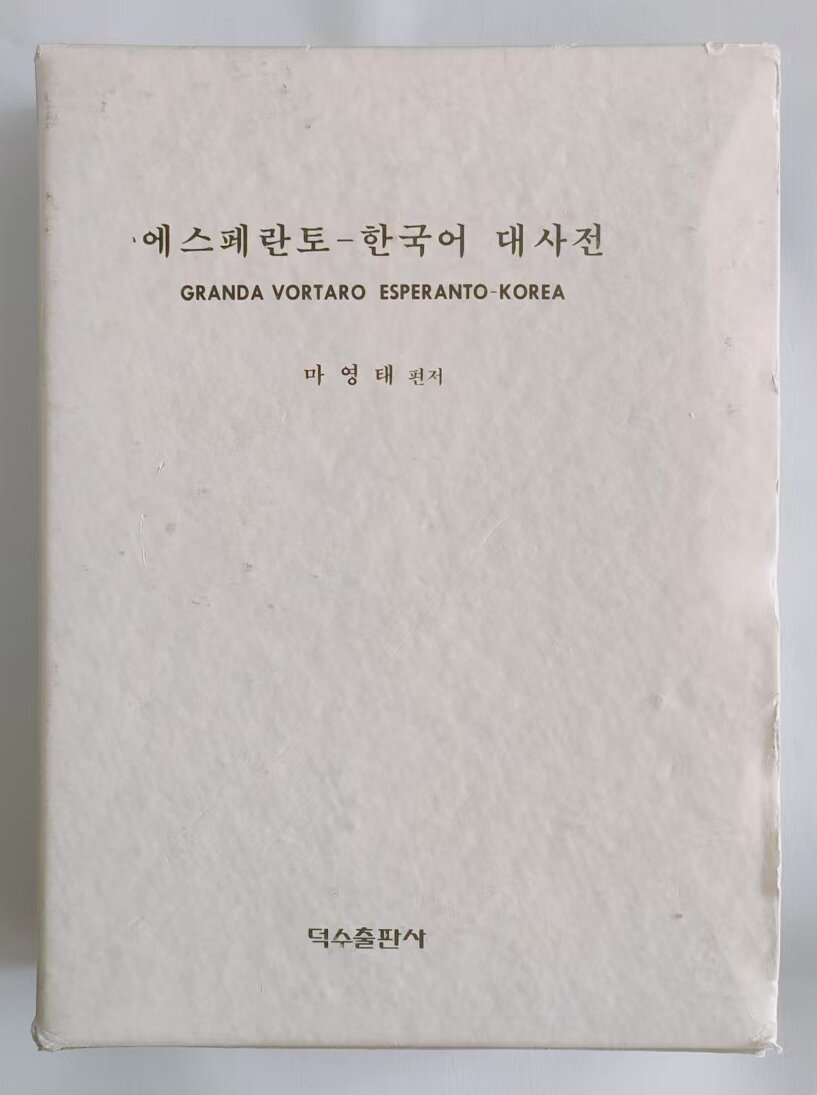 에스페란토-한국어 대사전
GRANDA VORTARO ESPERANTO-KOREA
마 영 태 편저
덕수출판사